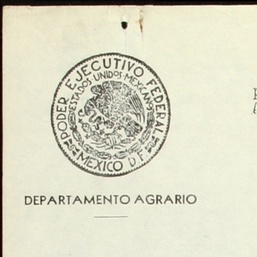 PODER EJECUTIVO FEDERAL
ESTADOS UNIDOS MEXICANOS
MEXICO D.F.
DEPARTAMENTO AGRARIO